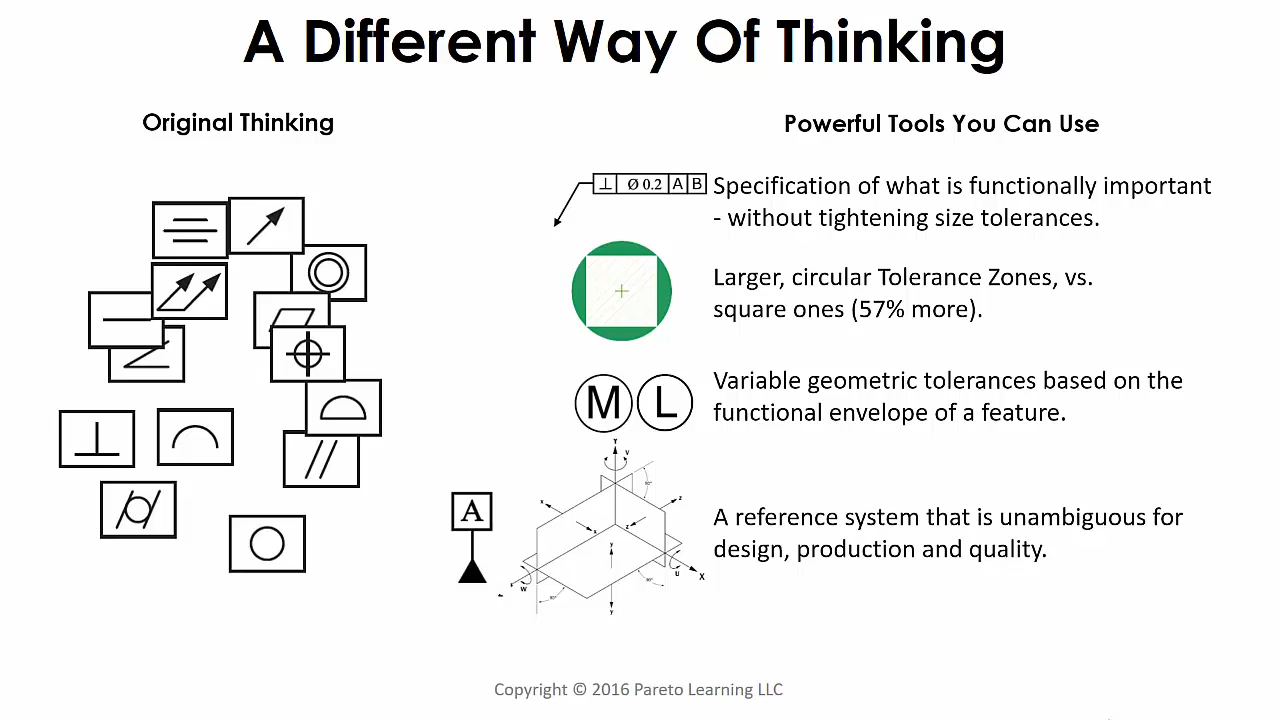 A Different Way Of Thinking
Original Thinking
Powerful Tools You Can Use
⊥ Ø 0.2 A B
Specification of what is functionally important
- without tightening size tolerances.
Larger, circular Tolerance Zones, vs.
square ones (57% more).
M L
Variable geometric tolerances based on the
functional envelope of a feature.
Y
V
x
z
x
z
A
A reference system that is unambiguous for
design, production and quality.
y
W
U
X
y
Copyright © 2016 Pareto Learning LLC